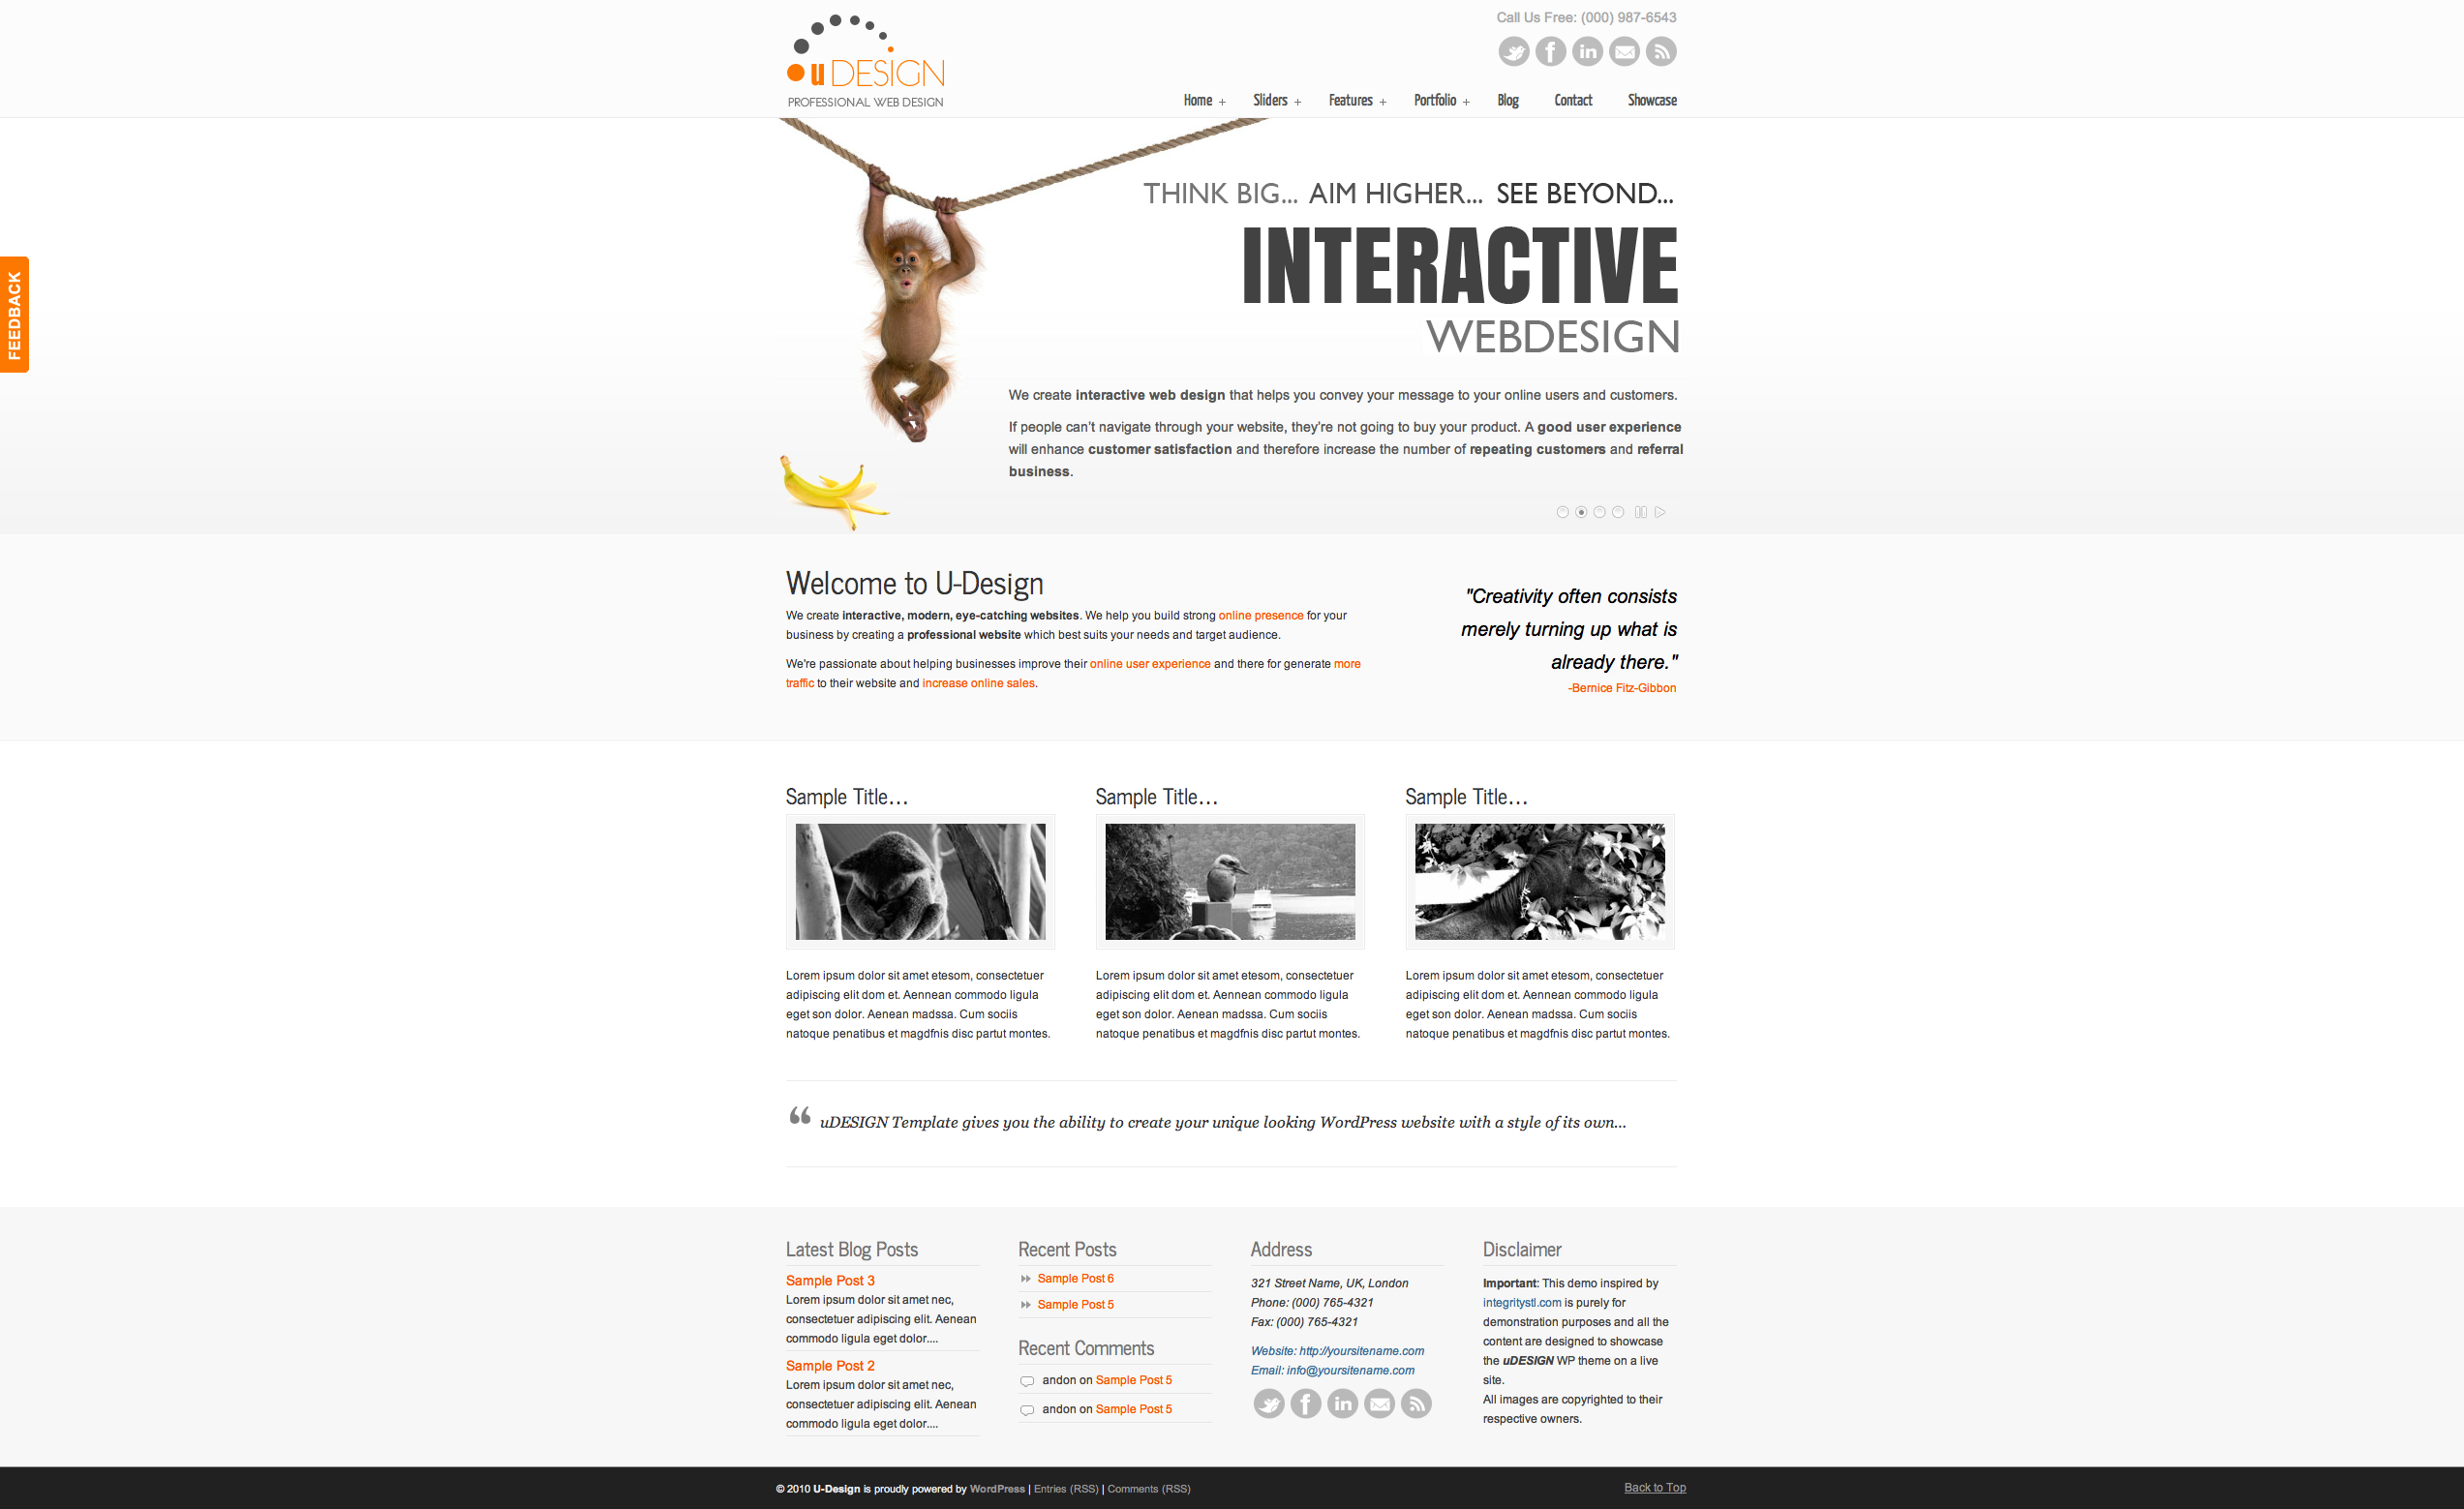 Call Us Free: (000) 987-6543
uDESIGN
PROFESSIONAL WEB DESIGN
Home + Sliders + Features + Portfolio + Blog Contact Showcase
FEEDBACK
THINK BIG... AIM HIGHER... SEE BEYOND...
INTERACTIVE
WEBDESIGN
We create interactive web design that helps you convey your message to your online users and customers.
If people can’t navigate through your website, they’re not going to buy your product. A good user experience
will enhance customer satisfaction and therefore increase the number of repeating customers and referral
business.
Welcome to U-Design
We create interactive, modern, eye-catching websites. We help you build strong online presence for your
business by creating a professional website which best suits your needs and target audience.
We're passionate about helping businesses improve their online user experience and there for generate more
traffic to their website and increase online sales.
"Creativity often consists
merely turning up what is
already there."
-Bernice Fitz-Gibbon
Sample Title...
Lorem ipsum dolor sit amet etesom, consectetuer
adipiscing elit dom et. Aennean commodo ligula
eget son dolor. Aenean madssa. Cum sociis
natoque penatibus et magdfnis disc partut montes.
Sample Title...
Lorem ipsum dolor sit amet etesom, consectetuer
adipiscing elit dom et. Aennean commodo ligula
eget son dolor. Aenean madssa. Cum sociis
natoque penatibus et magdfnis disc partut montes.
Sample Title...
Lorem ipsum dolor sit amet etesom, consectetuer
adipiscing elit dom et. Aennean commodo ligula
eget son dolor. Aenean madssa. Cum sociis
natoque penatibus et magdfnis disc partut montes.
“ uDESIGN Template gives you the ability to create your unique looking WordPress website with a style of its own...
Latest Blog Posts
Sample Post 3
Lorem ipsum dolor sit amet nec,
consectetuer adipiscing elit. Aenean
commodo ligula eget dolor....
Sample Post 2
Lorem ipsum dolor sit amet nec,
consectetuer adipiscing elit. Aenean
commodo ligula eget dolor....
Recent Posts
Sample Post 6
Sample Post 5
Recent Comments
andon on Sample Post 5
andon on Sample Post 5
Address
321 Street Name, UK, London
Phone: (000) 765-4321
Fax: (000) 765-4321
Website: http://yoursitename.com
Email: info@yoursitename.com
Disclaimer
Important: This demo inspired by
integritystl.com is purely for
demonstration purposes and all the
content are designed to showcase
the uDESIGN WP theme on a live
site.
All images are copyrighted to their
respective owners.
© 2010 U-Design is proudly powered by WordPress | Entries (RSS) | Comments (RSS)
Back to Top